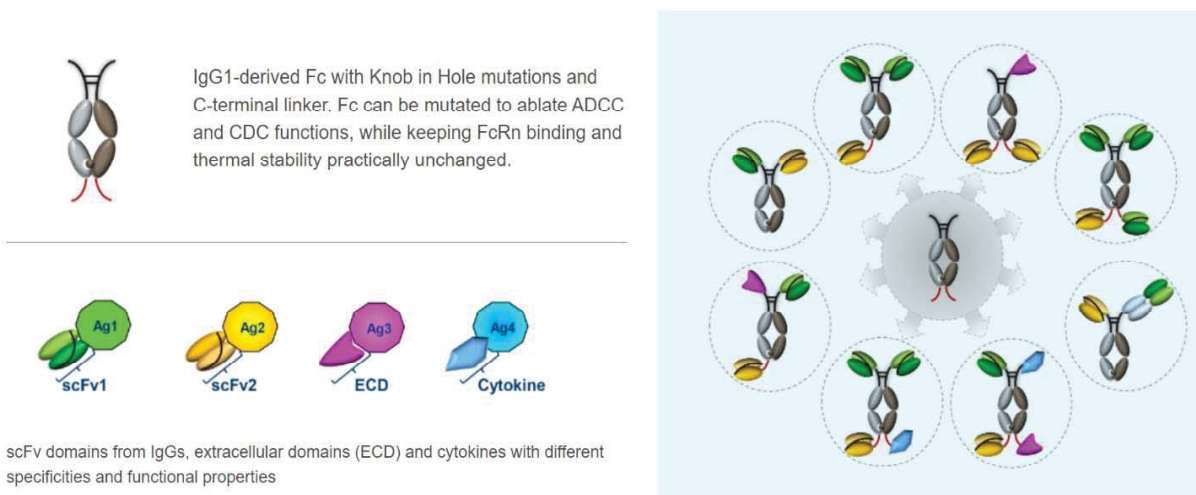 IgG1-derived Fc with Knob in Hole mutations and
C-terminal linker. Fc can be mutated to ablate ADCC
and CDC functions, while keeping FcRn binding and
thermal stability practically unchanged.
Ag1
Ag2
Ag3
Ag4
scFv1
scFv2
ECD
Cytokine
scFv domains from IgGs, extracellular domains (ECD) and cytokines with different
specificities and functional properties